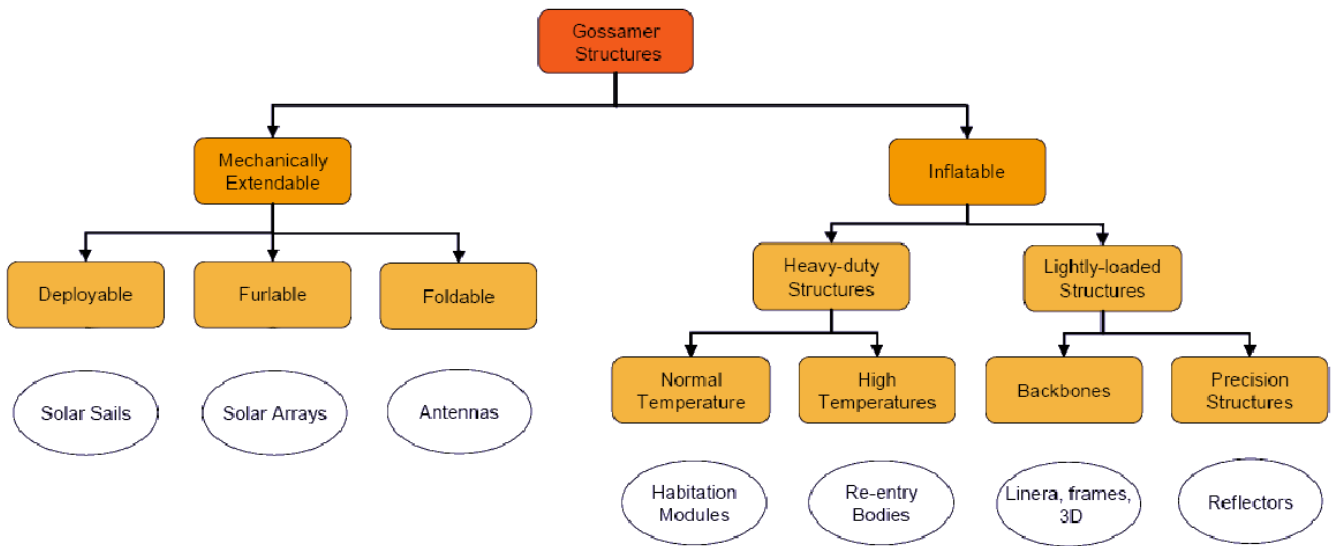 Gossamer
Structures
Mechanically
Extendable
Inflatable
Deployable
Furlable
Foldable
Heavy-duty
Structures
Lightly-loaded
Structures
Normal
Temperature
High
Temperatures
Backbones
Precision
Structures
Solar Sails
Solar Arrays
Antennas
Habitation
Modules
Re-entry
Bodies
Linera, frames,
3D
Reflectors